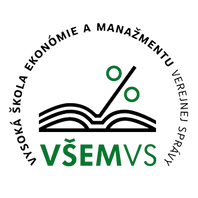 VYSOKÁ ŠKOLA EKONÓMIE A MANAŽMENTU VEREJNEJ SPRÁVY
VŠEMVS